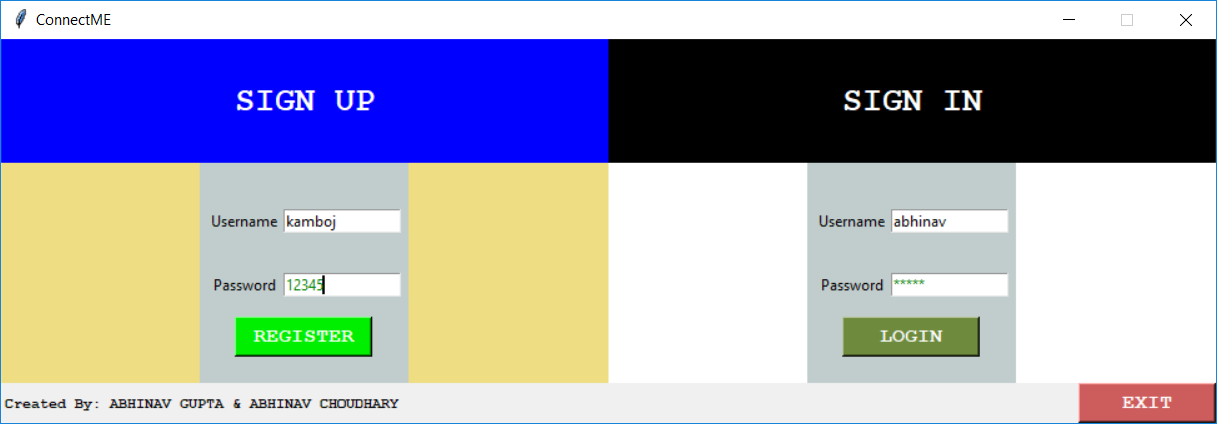 ConnectME
SIGN UP
SIGN IN
Username kamboj
Password 12345
REGISTER
Username abhinav
Password *****
LOGIN
Created By: ABHINAV GUPTA & ABHINAV CHOUDHARY
EXIT